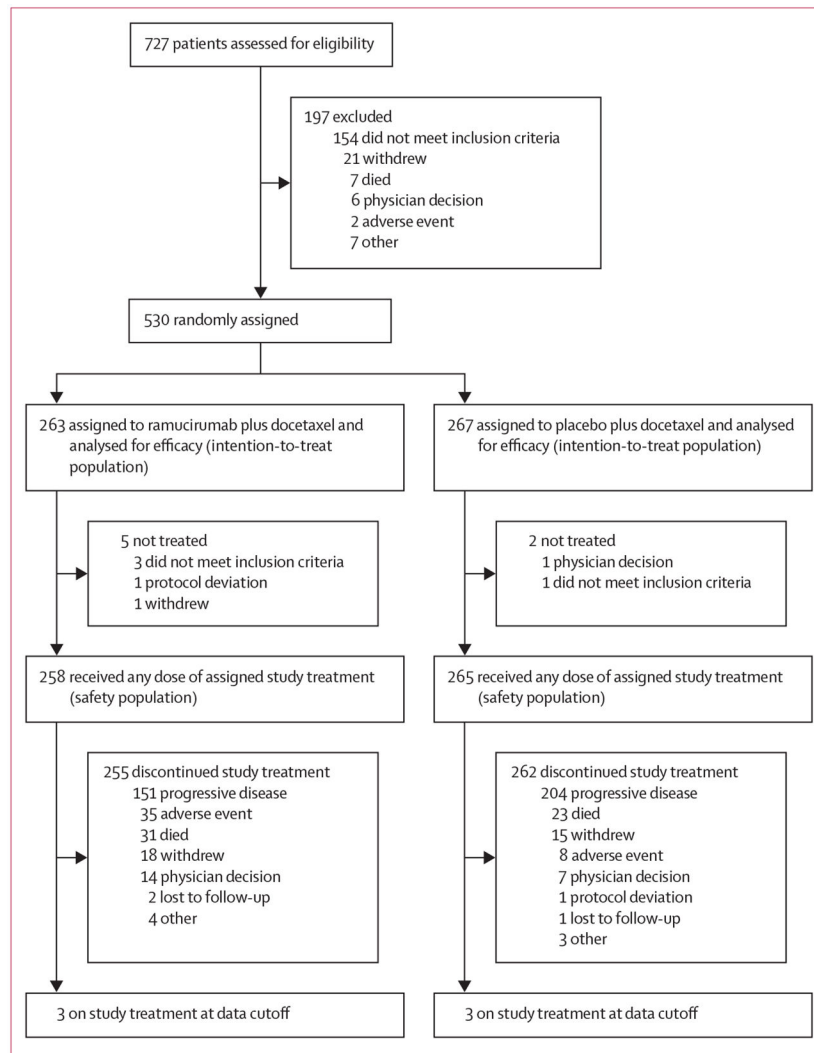 727 patients assessed for eligibility
197 excluded
154 did not meet inclusion criteria
21 withdrew
7 died
6 physician decision
2 adverse event
7 other
530 randomly assigned
263 assigned to ramucirumab plus docetaxel and
analysed for efficacy (intention-to-treat
population)
267 assigned to placebo plus docetaxel and analysed
for efficacy (intention-to-treat population)
5 not treated
3 did not meet inclusion criteria
1 protocol deviation
1 withdrew
2 not treated
1 physician decision
1 did not meet inclusion criteria
258 received any dose of assigned study treatment
(safety population)
265 received any dose of assigned study treatment
(safety population)
255 discontinued study treatment
151 progressive disease
35 adverse event
31 died
18 withdrew
14 physician decision
2 lost to follow-up
4 other
262 discontinued study treatment
204 progressive disease
23 died
15 withdrew
8 adverse event
7 physician decision
1 protocol deviation
1 lost to follow-up
3 other
3 on study treatment at data cutoff
3 on study treatment at data cutoff